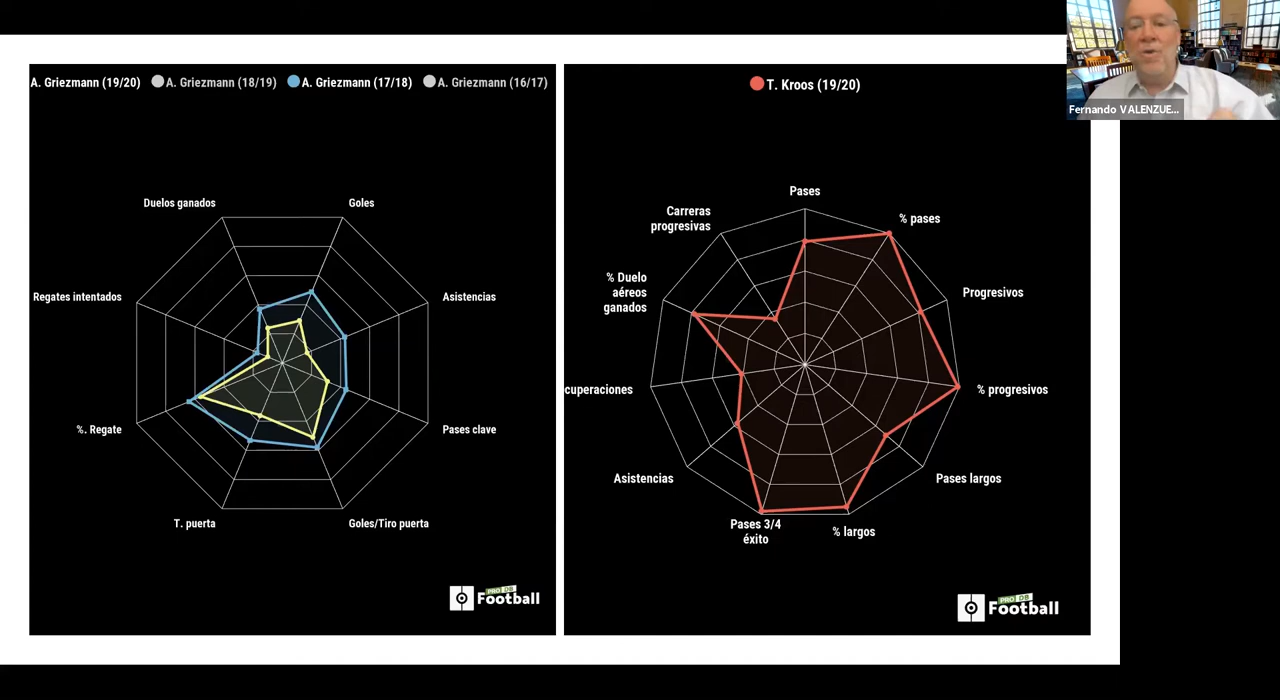 A. Griezmann (19/20) A. Griezmann (18/19) A. Griezmann (17/18) A. Griezmann (16/17)
Duelos ganados
Goles
Regates intentados
Asistencias
%. Regate
Pases clave
T. puerta
Goles/Tiro puerta
PRO DB
Football
T. Kroos (19/20)
Pases
Carreras
progresivas
% pases
% Duelo
aéreos
ganados
Progresivos
cuperaciones
% progresivos
Asistencias
Pases largos
Pases 3/4
éxito
% largos
PRO DB
Football
Fernando VALENZUE...